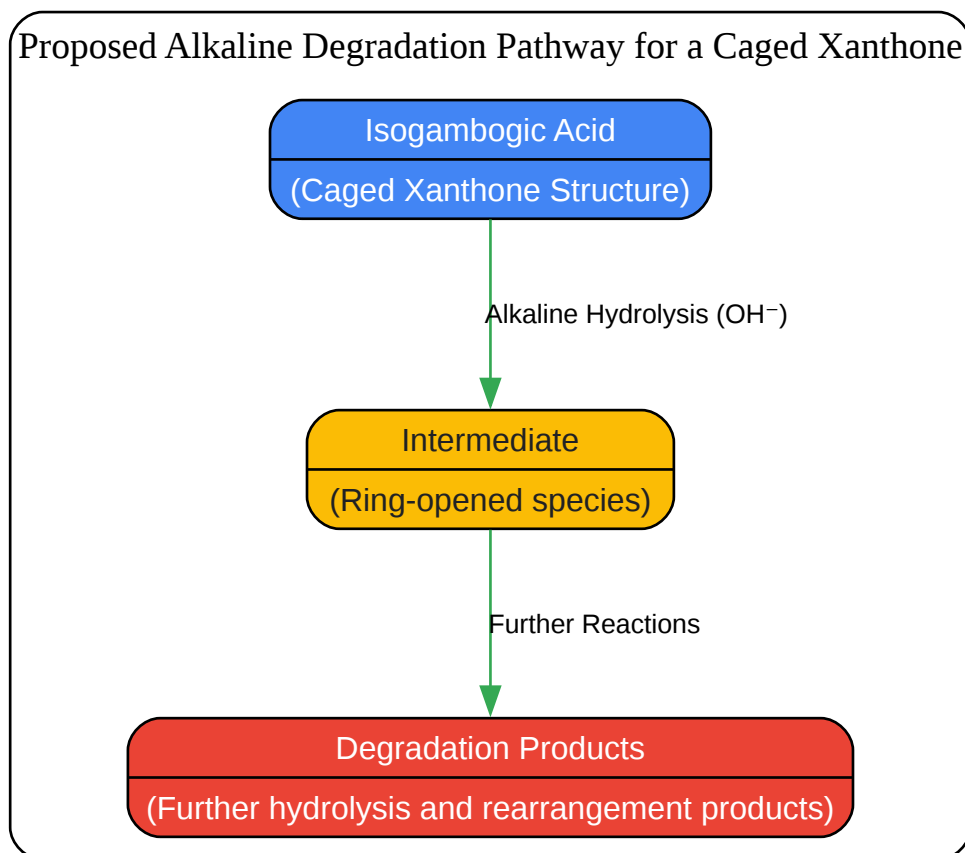 Proposed Alkaline Degradation Pathway for a Caged Xanthone
Isogambogic Acid
(Caged Xanthone Structure)
Alkaline Hydrolysis (OH⁻)
Intermediate
(Ring-opened species)
Further Reactions
Degradation Products
(Further hydrolysis and rearrangement products)